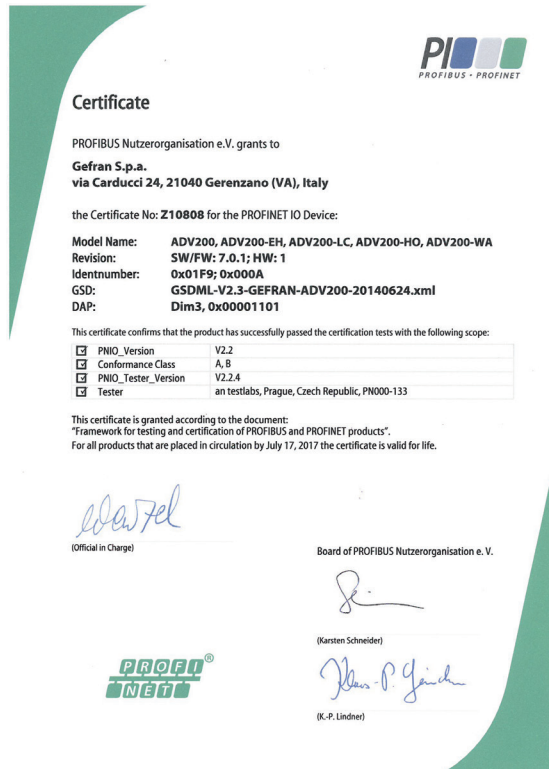 PI
PROFIBUS • PROFINET
Certificate
PROFIBUS Nutzerorganisation e.V. grants to
Gefran S.p.a.
via Carducci 24, 21040 Gerenzano (VA), Italy
the Certificate No: Z10808 for the PROFINET IO Device:
Model Name: ADV200, ADV200-EH, ADV200-LC, ADV200-HO, ADV200-WA
Revision: SW/FW: 7.0.1; HW: 1
Identnumber: 0x01F9; 0x000A
GSD: GSDML-V2.3-GEFRAN-ADV200-20140624.xml
DAP: Dim3, 0x00001101
This certificate confirms that the product has successfully passed the certification tests with the following scope:
☑ PNIO_Version V2.2
☑ Conformance Class A, B
☑ PNIO_Tester_Version V2.2.4
☑ Tester an testlabs, Prague, Czech Republic, PN000-133
This certificate is granted according to the document:
"Framework for testing and certification of PROFIBUS and PROFINET products".
For all products that are placed in circulation by July 17, 2017 the certificate is valid for life.
(Official in Charge)
Board of PROFIBUS Nutzerorganisation e. V.
(Karsten Schneider)
PROFI®
NET
(K.-P. Lindner)